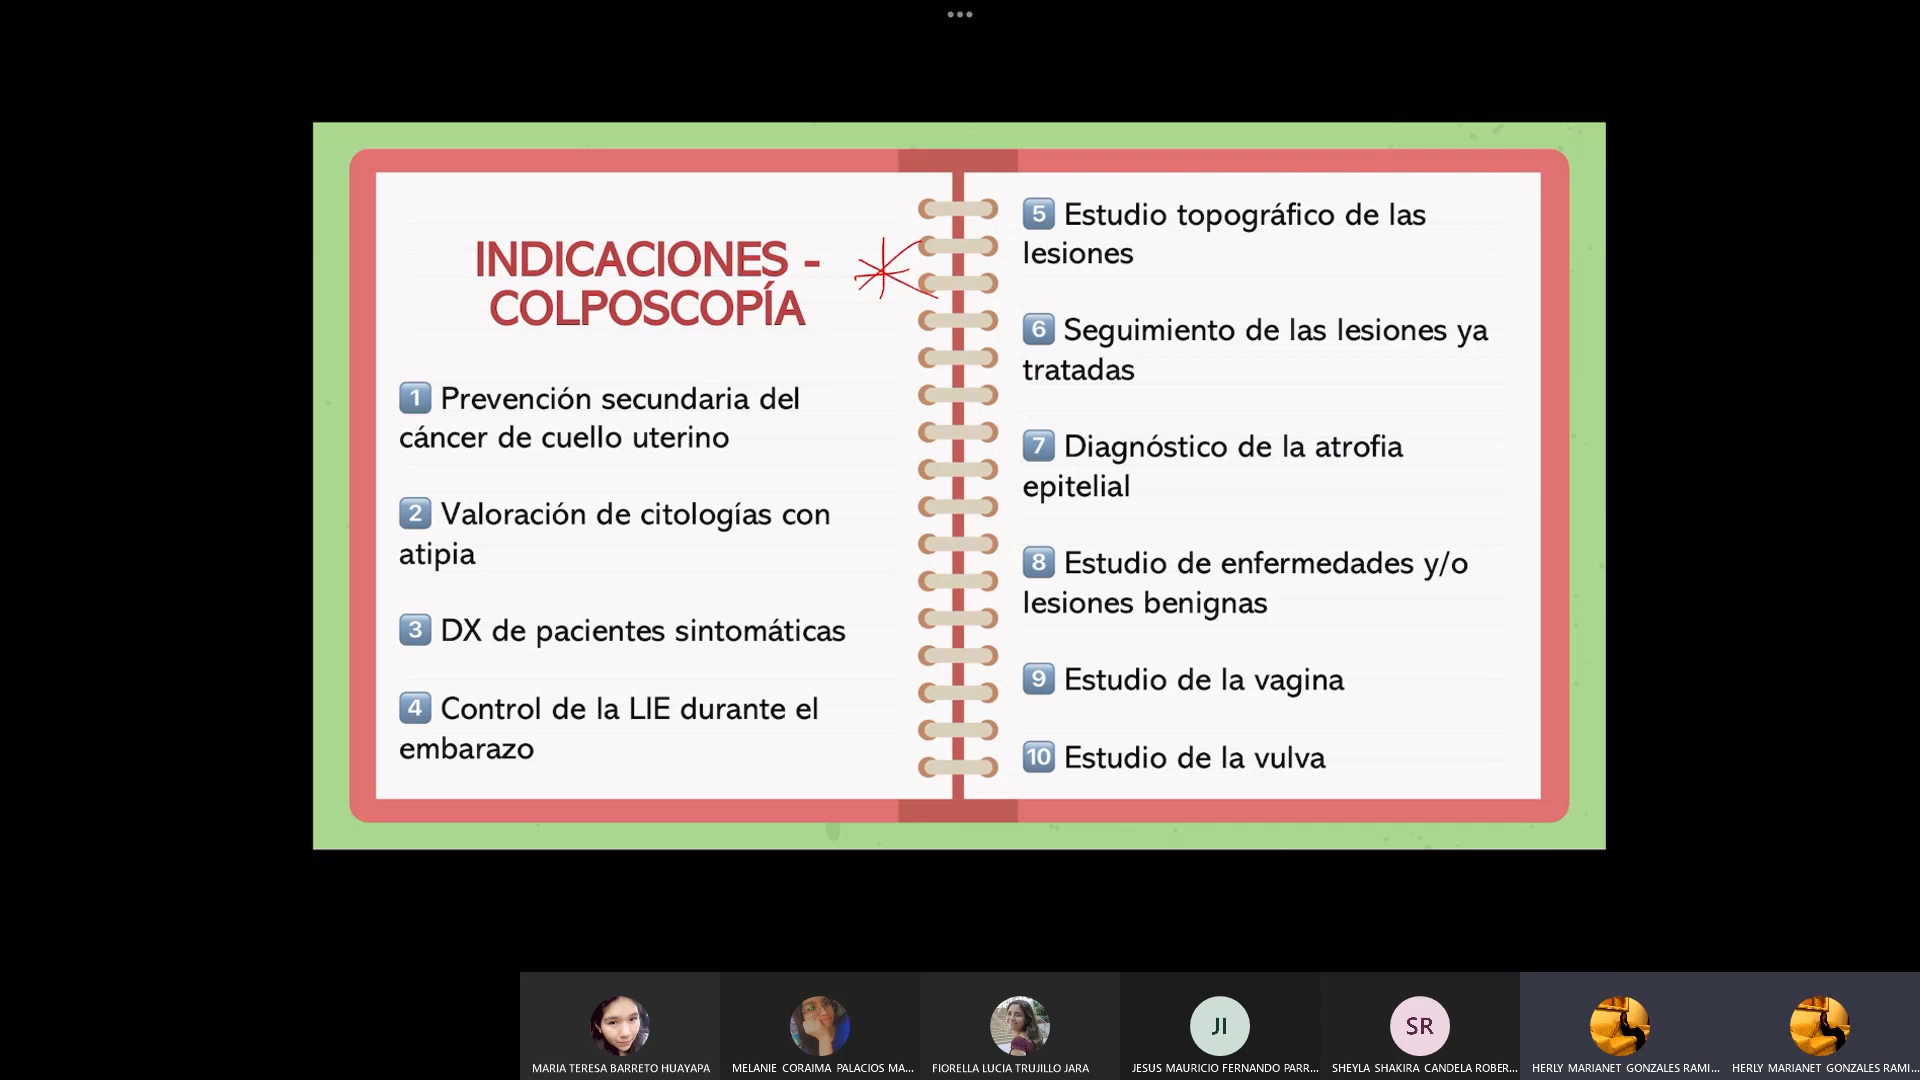 INDICACIONES -
COLPOSCOPÍA
1 Prevención secundaria del
cáncer de cuello uterino
2 Valoración de citologías con
atipia
3 DX de pacientes sintomáticas
4 Control de la LIE durante el
embarazo
5 Estudio topográfico de las
lesiones
6 Seguimiento de las lesiones ya
tratadas
7 Diagnóstico de la atrofia
epitelial
8 Estudio de enfermedades y/o
lesiones benignas
9 Estudio de la vagina
10 Estudio de la vulva
JI
SR
MARIA TERESA BARRETO HUAYAPA
MELANIE CORAIMA PALACIOS MA...
FIORELLA LUCIA TRUJILLO JARA
JESUS MAURICIO FERNANDO PARR...
SHEYLA SHAKIRA CANDELA ROBER...
HERLY MARIANET GONZALES RAMI...
HERLY MARIANET GONZALES RAMI...